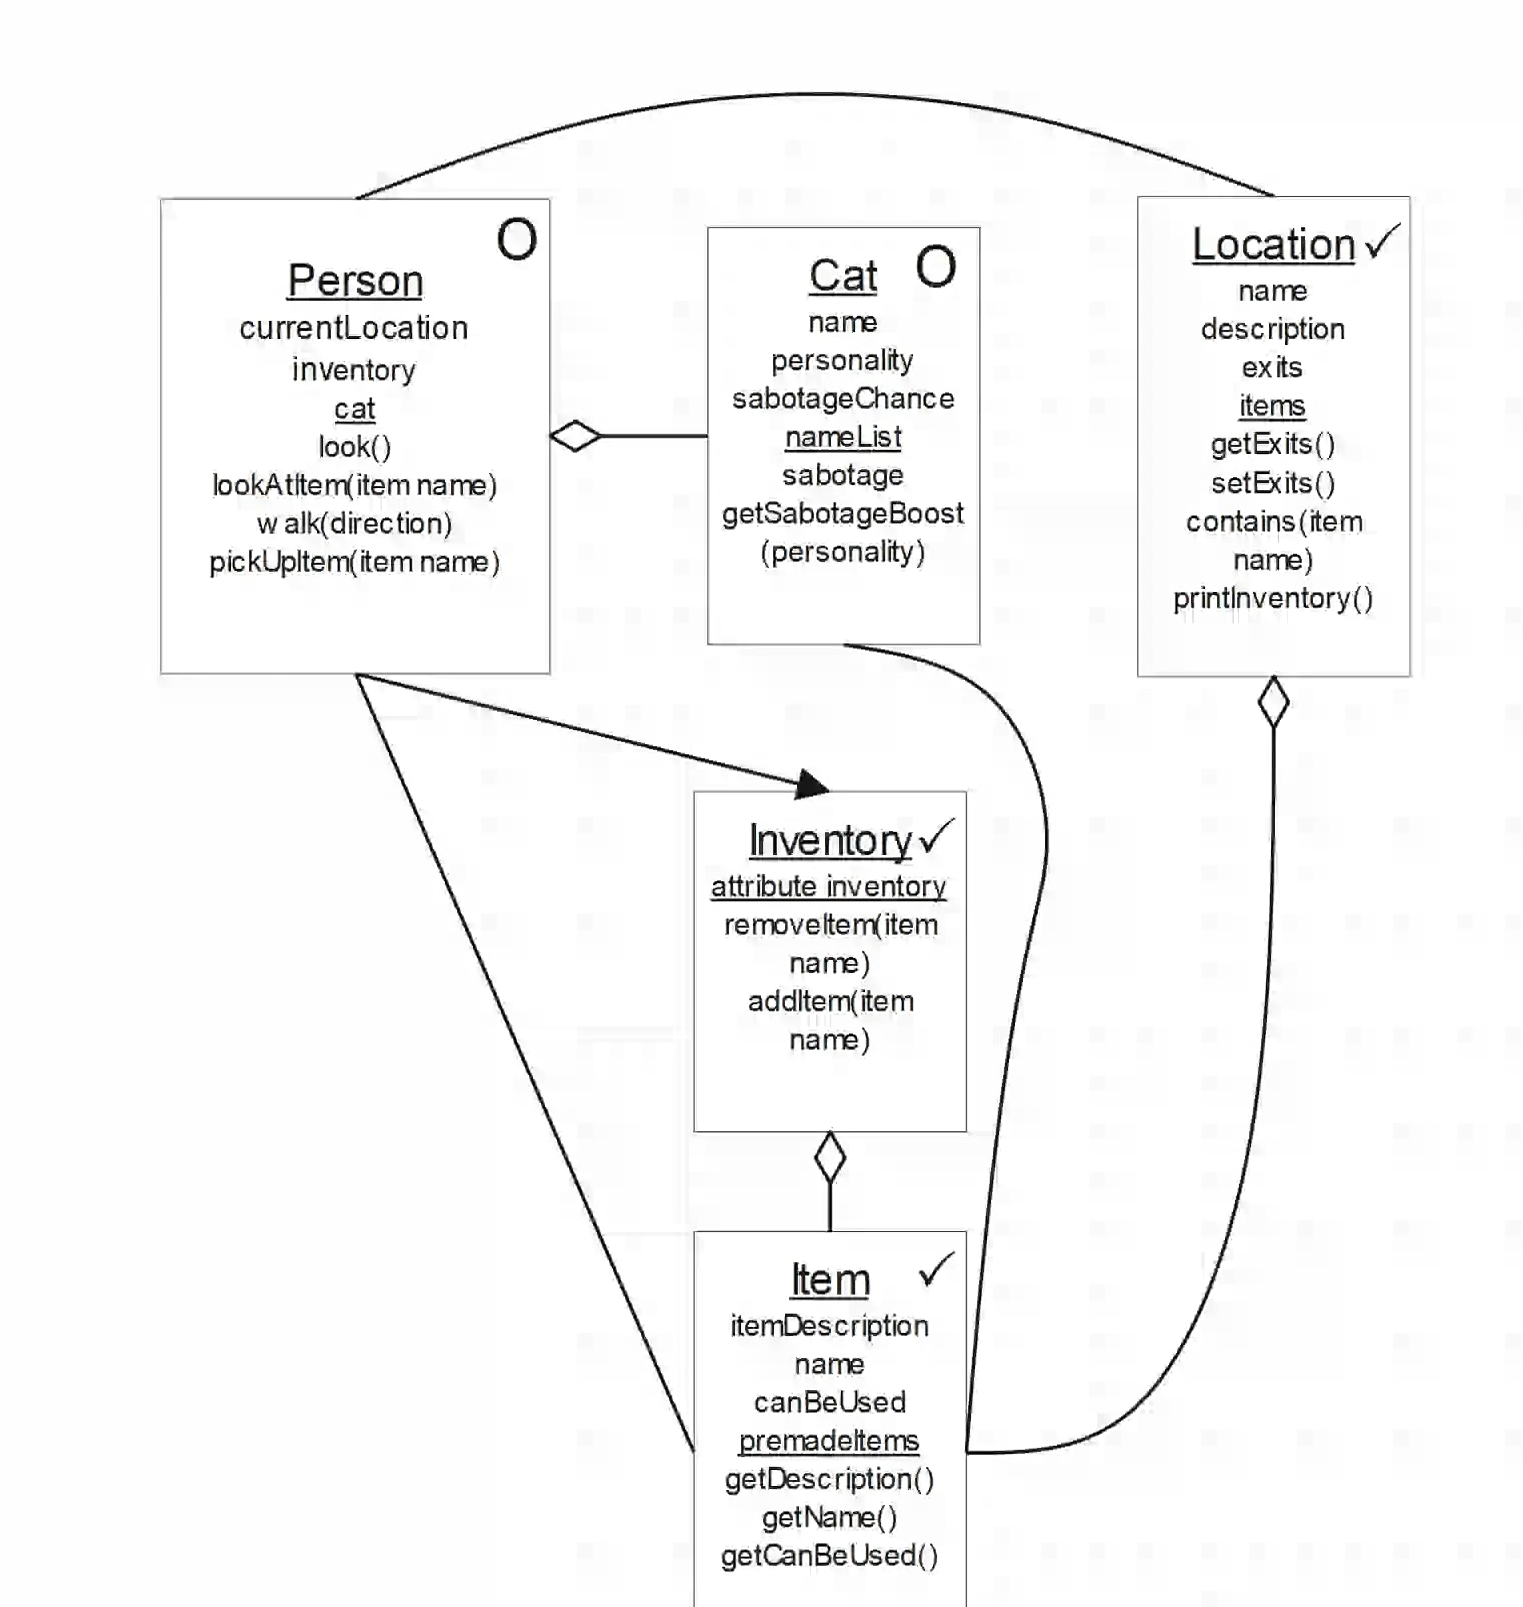 Person
currentLocation
inventory
cat
look()
lookAtItem(item name)
walk(direction)
pickUpItem(item name)
O
Cat
name
personality
sabotageChance
nameList
sabotage
getSabotageBoost
(personality)
O
Location ✓
name
description
exits
items
getExits()
setExits()
contains(item
name)
printInventory()
Inventory ✓
attribute inventory
removeItem(item
name)
addItem(item
name)
Item ✓
itemDescription
name
canBeUsed
premadeItems
getDescription()
getName()
getCanBeUsed()